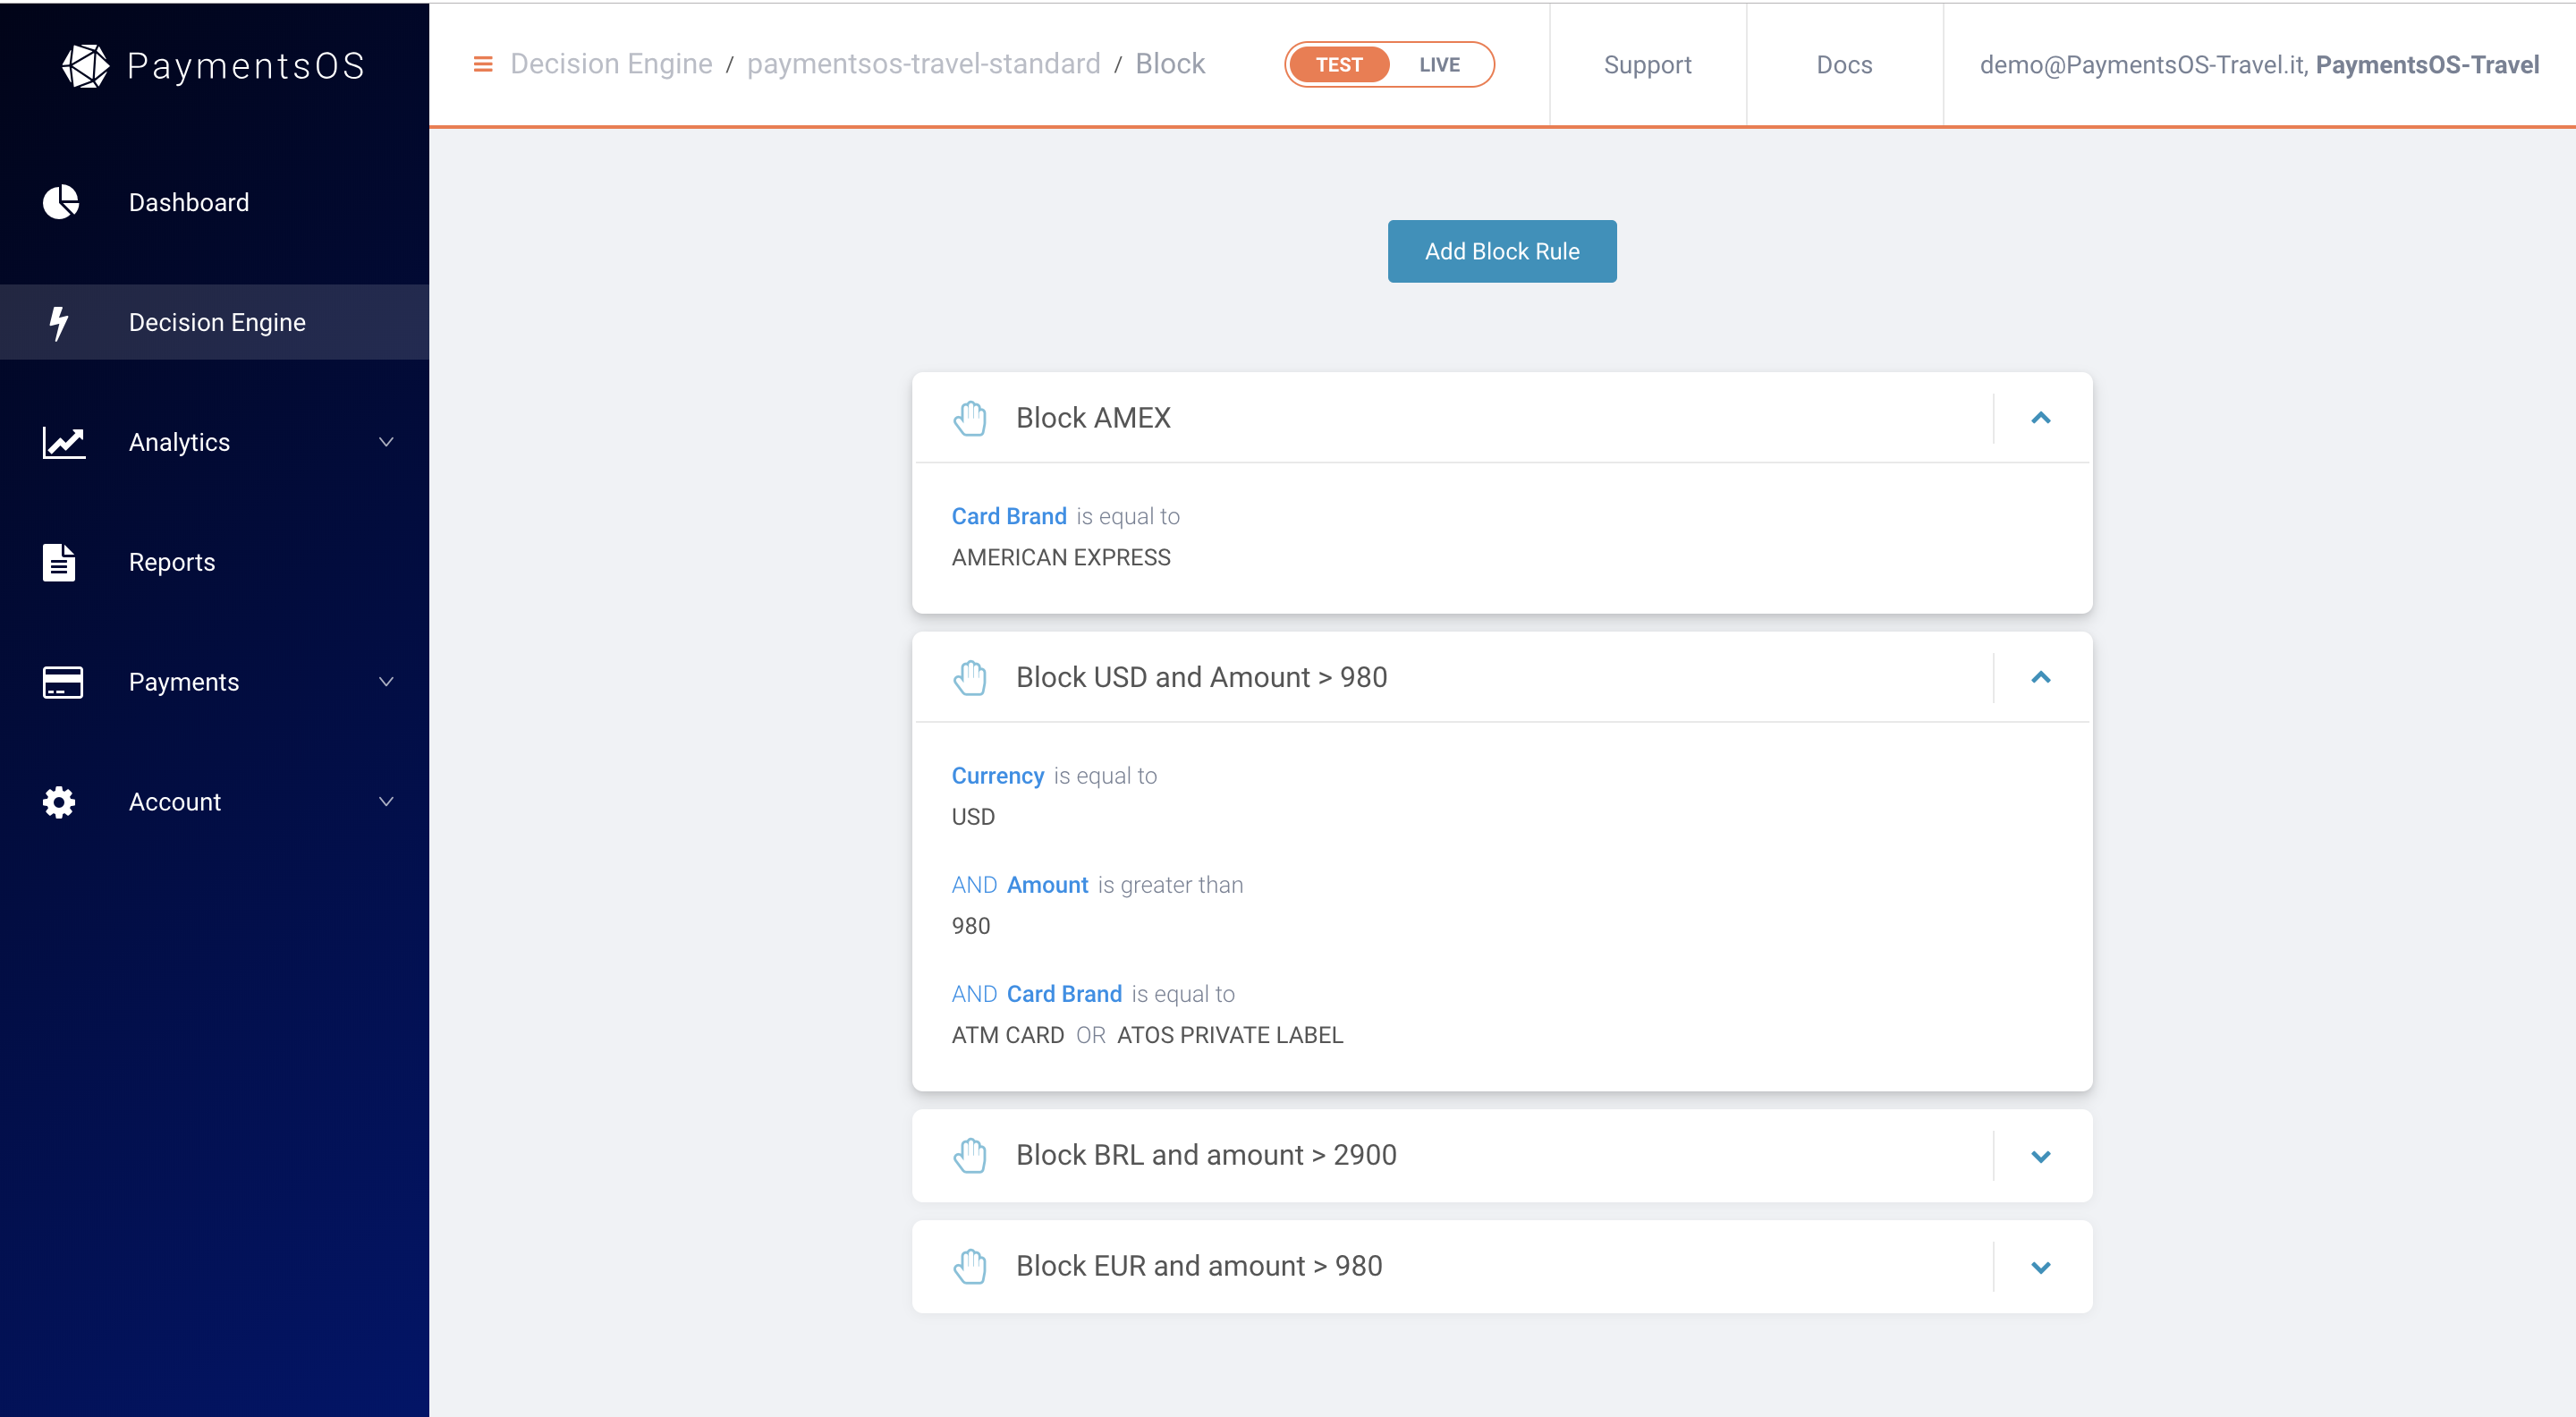 PaymentsOS
Decision Engine / paymentsos-travel-standard / Block
TEST LIVE
Support
Docs
demo@PaymentsOS-Travel.it, PaymentsOS-Travel
Dashboard
Decision Engine
Analytics
Reports
Payments
Account
Add Block Rule
Block AMEX
Card Brand is equal to
AMERICAN EXPRESS
Block USD and Amount > 980
Currency is equal to
USD
AND Amount is greater than
980
AND Card Brand is equal to
ATM CARD OR ATOS PRIVATE LABEL
Block BRL and amount > 2900
Block EUR and amount > 980